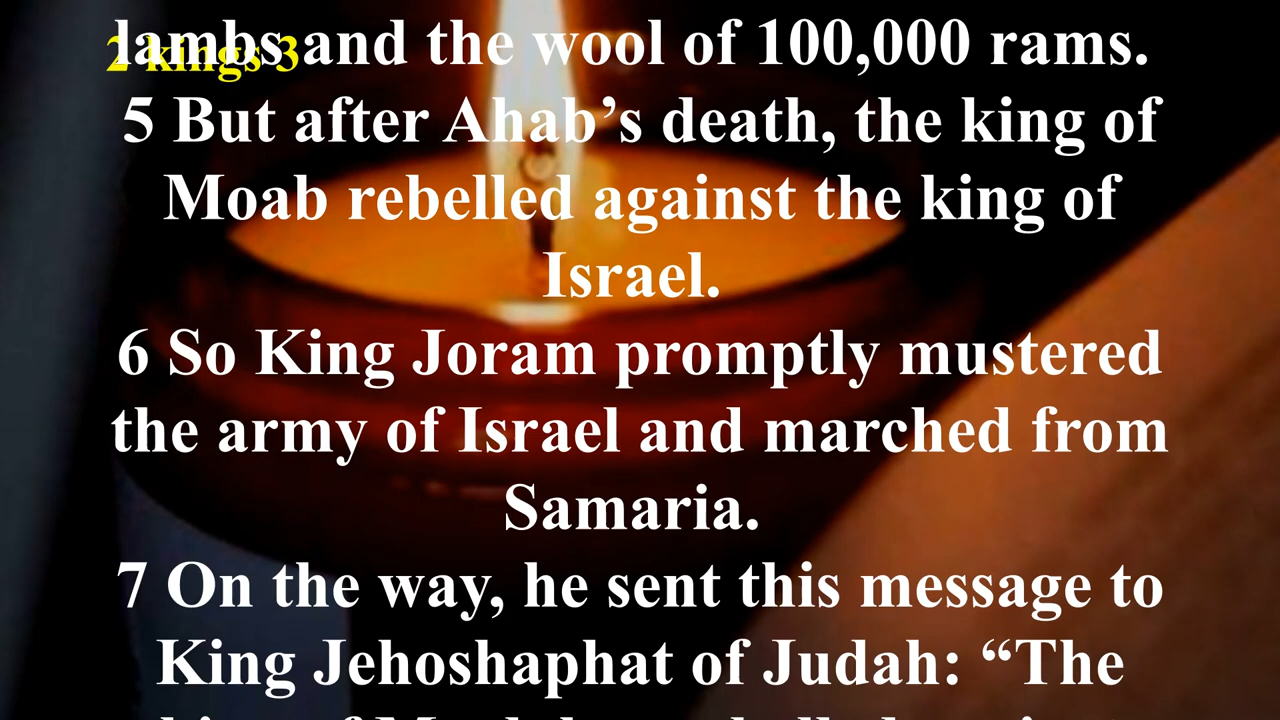 2 kings 3
lambs and the wool of 100,000 rams.
5 But after Ahab’s death, the king of
Moab rebelled against the king of
Israel.
6 So King Joram promptly mustered
the army of Israel and marched from
Samaria.
7 On the way, he sent this message to
King Jehoshaphat of Judah: “The